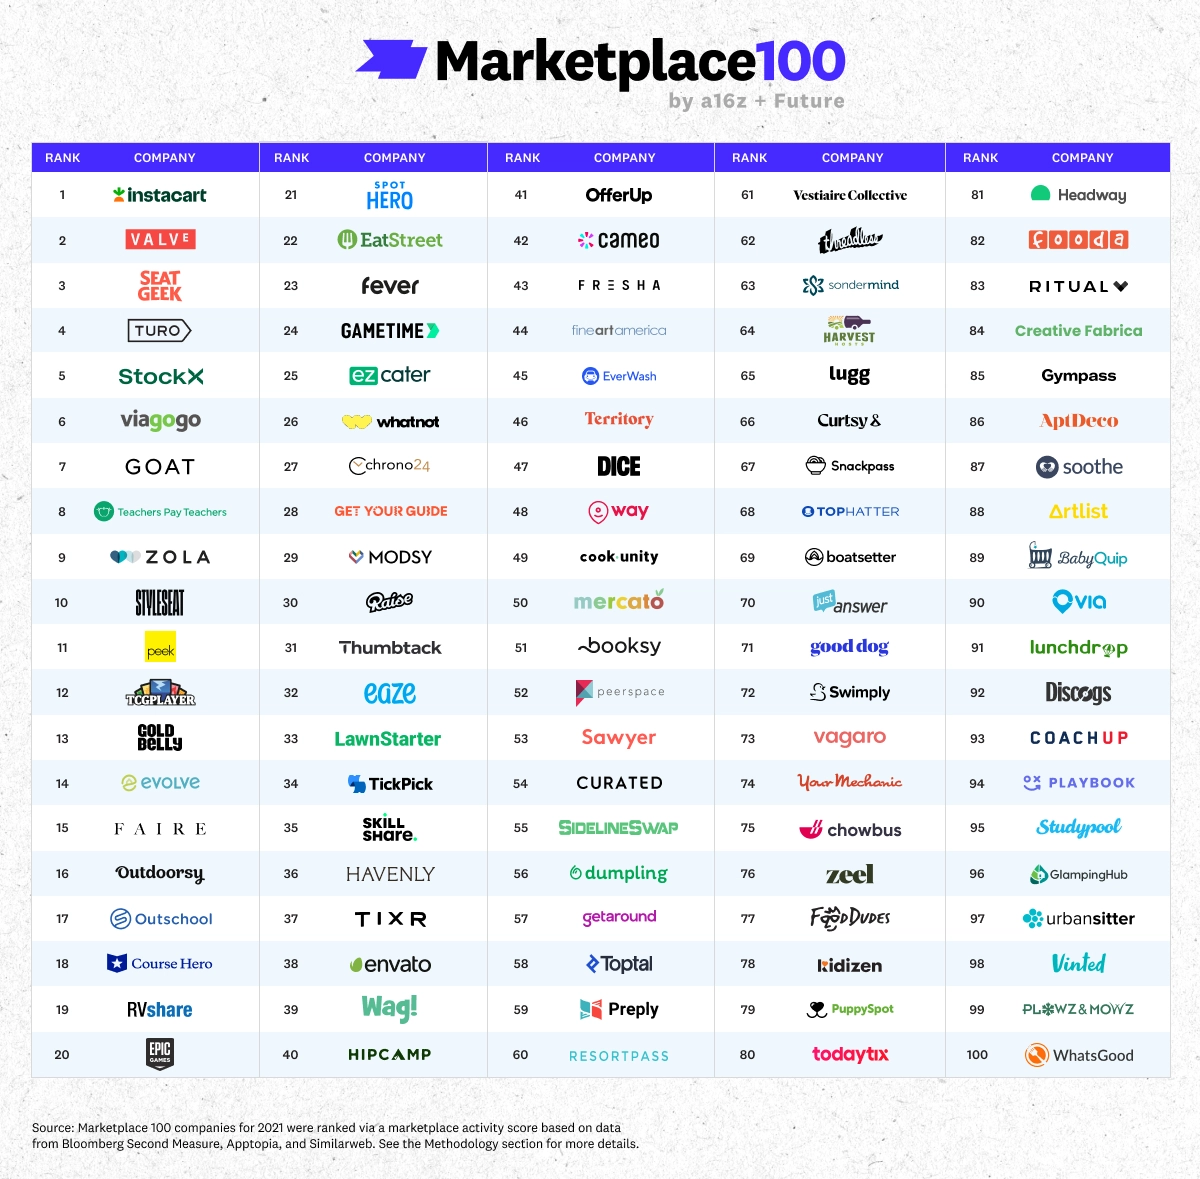 Marketplace100
by a16z + Future
RANK COMPANY RANK COMPANY RANK COMPANY RANK COMPANY RANK COMPANY
1 instacart 21 SPOT HERO 41 OfferUp 61 Vestiaire Collective 81 Headway
2 VALVE 22 EatStreet 42 CAMEO 62 threadless 82 fooda
3 SEAT GEEK 23 fever 43 FRESHA 63 sondermind 83 RITUAL
4 TURO 24 GAMETIME 44 fineartamerica 64 HARVEST HOSTS 84 Creative Fabrica
5 StockX 25 ez cater 45 EverWash 65 lugg 85 Gympass
6 viagogo 26 whatnot 46 Territory 66 Curtsy & 86 AptDeco
7 GOAT 27 chrono24 47 DICE 67 Snackpass 87 soothe
8 Teachers Pay Teachers 28 GET YOUR GUIDE 48 way 68 TOPHATTER 88 Artlist
9 ZOLA 29 MODSY 49 cook·unity 69 boatsetter 89 BabyQuip
10 STYLESEAT 30 Raise 50 mercato 70 just answer 90 VIA
11 peek 31 Thumbtack 51 booksy 71 good dog 91 lunchdrop
12 TCGPLAYER 32 eaze 52 peerspace 72 Swimply 92 Discogs
13 GOLD BELLY 33 LawnStarter 53 Sawyer 73 vagaro 93 COACHUP
14 evolve 34 TickPick 54 CURATED 74 YourMechanic 94 PLAYBOOK
15 FAIRE 35 SKILL SHARE. 55 SIDELINESWAP 75 chowbus 95 Studypool
16 Outdoorsy 36 HAVENLY 56 dumpling 76 zeel 96 GlampingHub
17 Outschool 37 TIXR 57 getaround 77 FOODDUDES 97 urbansitter
18 Course Hero 38 envato 58 Toptal 78 kidizen 98 Vinted
19 RVshare 39 Wag! 59 Preply 79 PuppySpot 99 PLOWZ & MOWZ
20 EPIC GAMES 40 HIPCAMP 60 RESORTPASS 80 todaytix 100 WhatsGood
Source: Marketplace 100 companies for 2021 were ranked via a marketplace activity score based on data
from Bloomberg Second Measure, Apptopia, and Similarweb. See the Methodology section for more details.